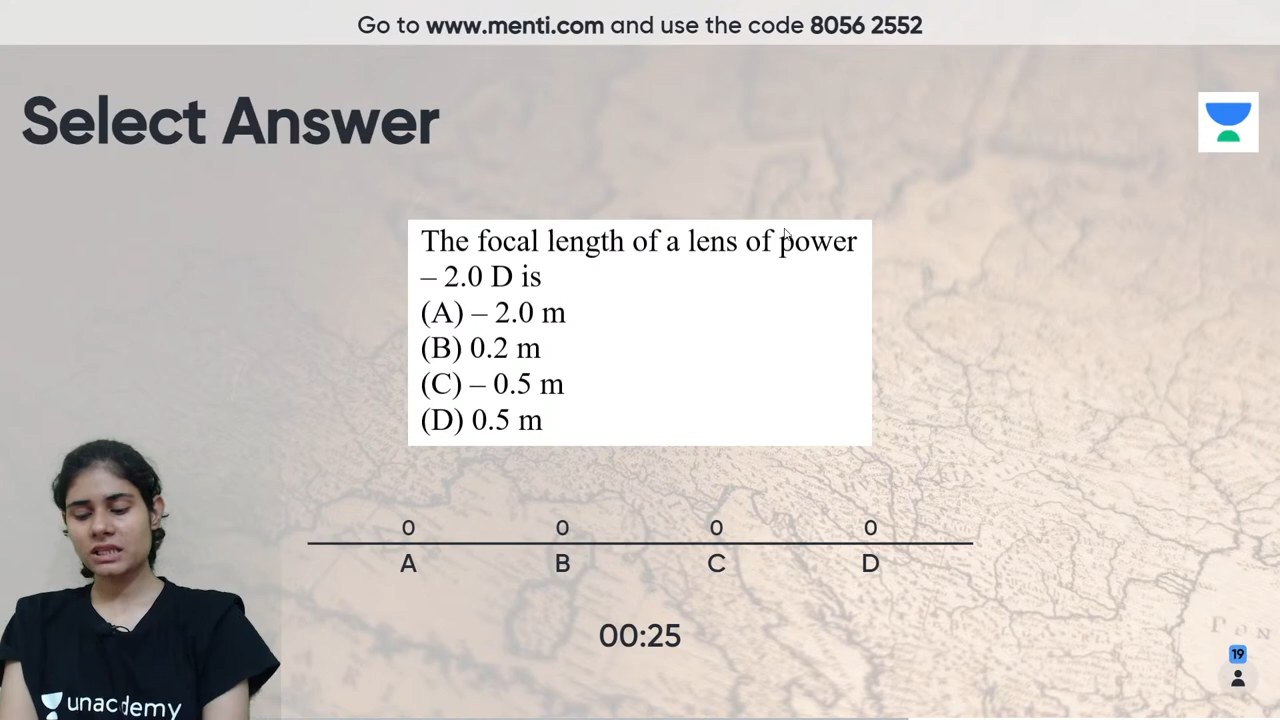 Go to www.menti.com and use the code 8056 2552
Select Answer
The focal length of a lens of power
– 2.0 D is
(A) – 2.0 m
(B) 0.2 m
(C) – 0.5 m
(D) 0.5 m
0 0 0 0
A B C D
00:25
19
unacademy